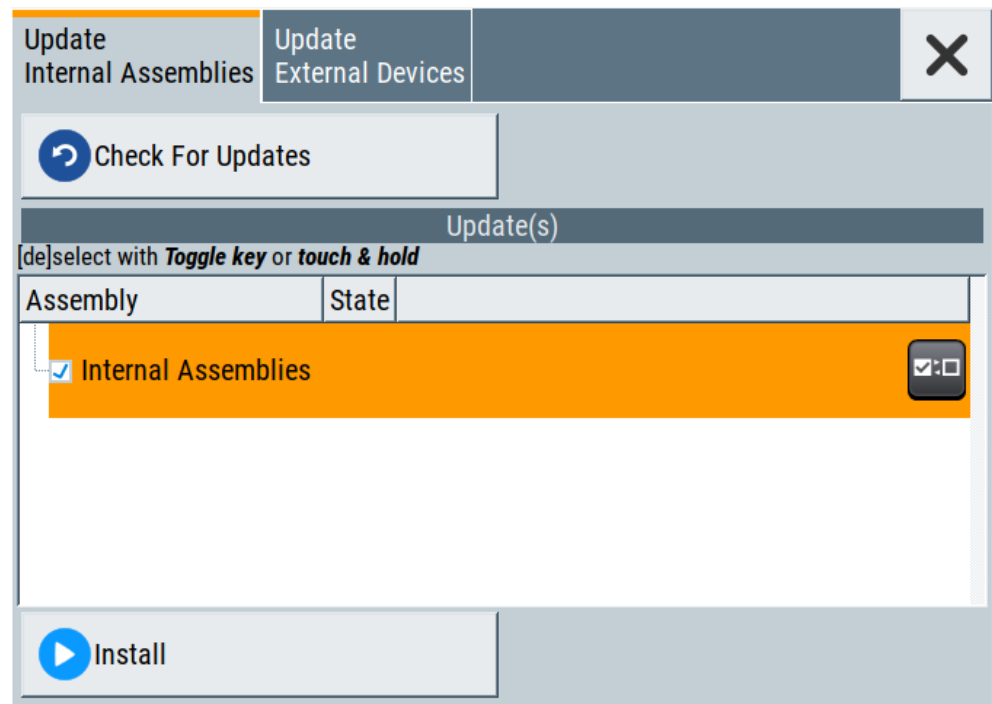 Update
Internal Assemblies
Update
External Devices
Check For Updates
Update(s)
[de]select with Toggle key or touch & hold
Assembly State
Internal Assemblies
Install